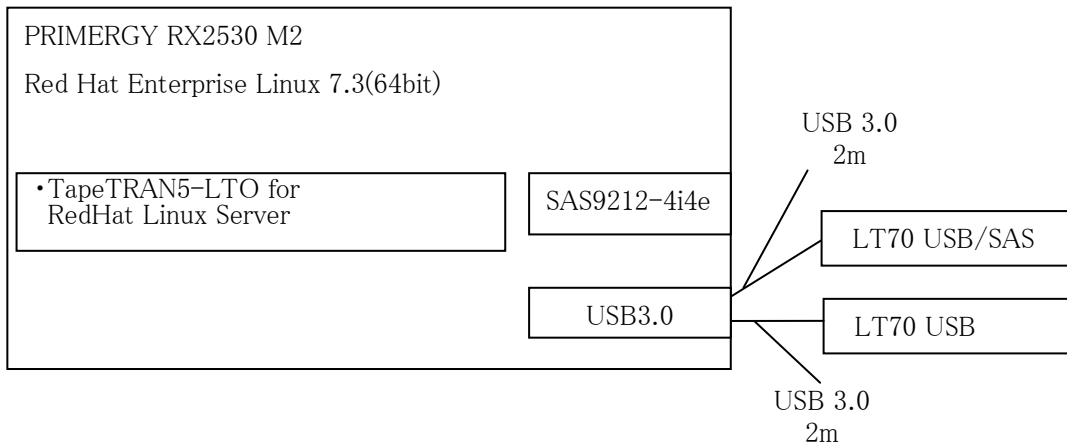 PRIMERGY RX2530 M2
Red Hat Enterprise Linux 7.3(64bit)
USB 3.0
2m
・TapeTRAN5-LTO for
RedHat Linux Server
SAS9212-4i4e
LT70 USB/SAS
USB3.0
LT70 USB
USB 3.0
2m